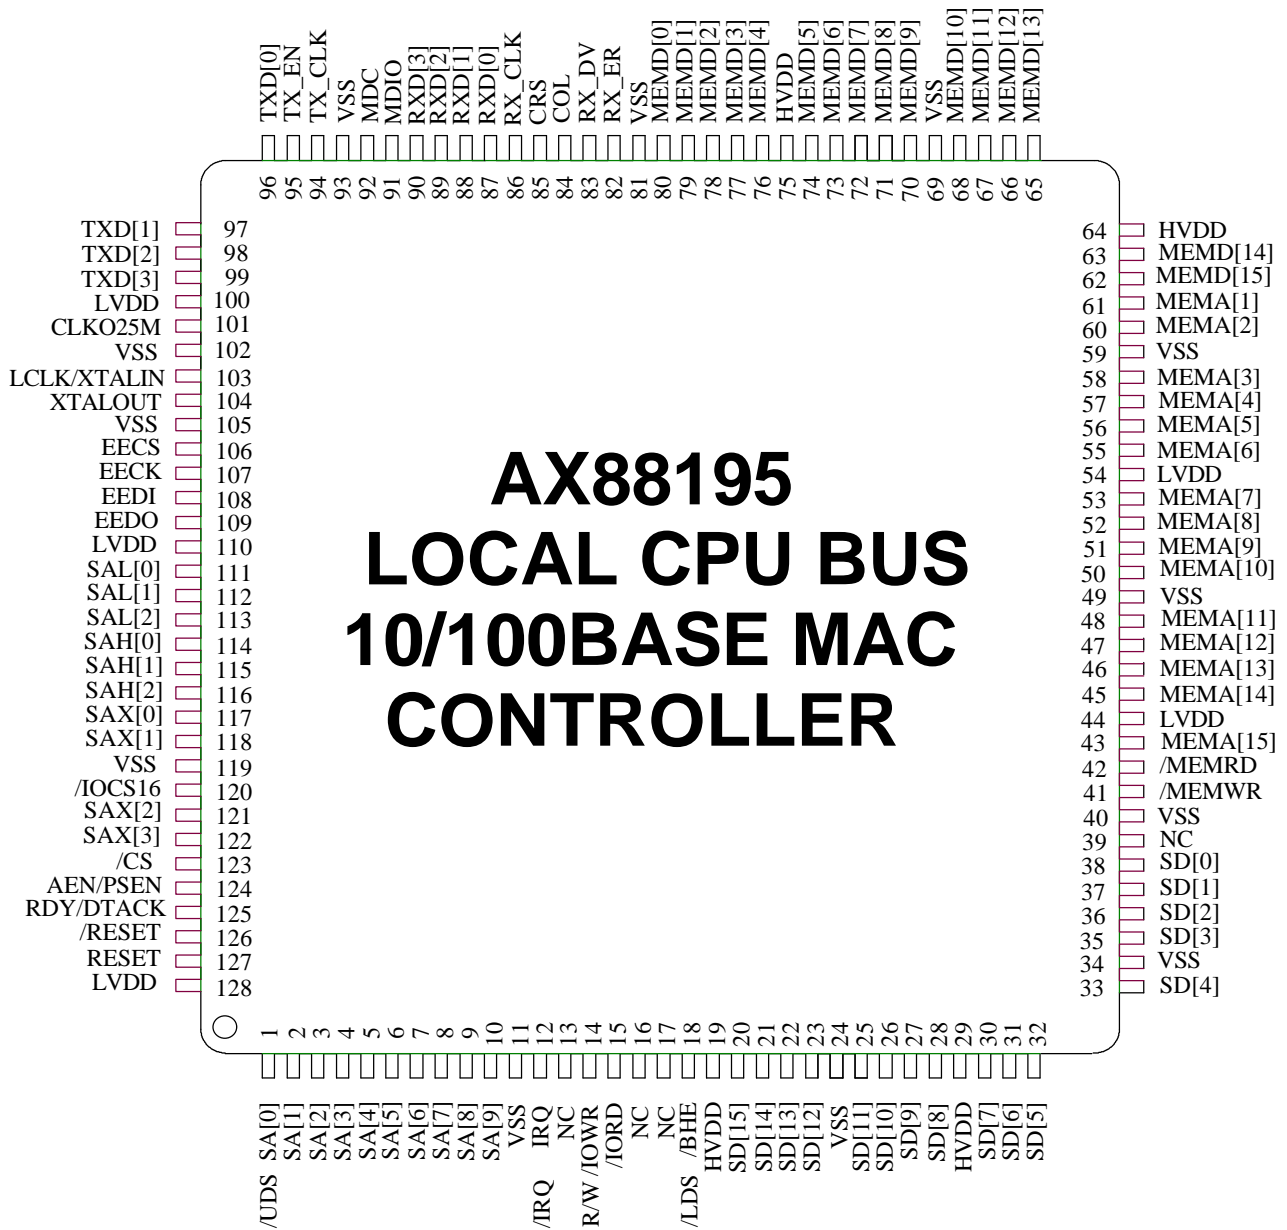 TXD[0] TX_EN TX_CLK VSS MDC MDIO RXD[3] RXD[2] RXD[1] RXD[0] RX_CLK CRS COL RX_DV RX_ER VSS MEMD[0] MEMD[1] MEMD[2] MEMD[3] MEMD[4] HVDD MEMD[5] MEMD[6] MEMD[7] MEMD[8] MEMD[9] VSS MEMD[10] MEMD[11] MEMD[12] MEMD[13]
96 95 94 93 92 91 90 89 88 87 86 85 84 83 82 81 80 79 78 77 76 75 74 73 72 71 70 69 68 67 66 65
TXD[1] 97 64 HVDD
TXD[2] 98 63 MEMD[14]
TXD[3] 99 62 MEMD[15]
LVDD 100 61 MEMA[1]
CLKO25M 101 60 MEMA[2]
VSS 102 59 VSS
LCLK/XTALIN 103 58 MEMA[3]
XTALOUT 104 57 MEMA[4]
VSS 105 56 MEMA[5]
EECS 106 55 MEMA[6]
EECK 107 54 LVDD
EEDI 108 53 MEMA[7]
EEDO 109 52 MEMA[8]
LVDD 110 51 MEMA[9]
SAL[0] 111 50 MEMA[10]
SAL[1] 112 49 VSS
SAL[2] 113 48 MEMA[11]
SAH[0] 114 47 MEMA[12]
SAH[1] 115 46 MEMA[13]
SAH[2] 116 45 MEMA[14]
SAX[0] 117 44 LVDD
SAX[1] 118 43 MEMA[15]
VSS 119 42 /MEMRD
/IOCS16 120 41 /MEMWR
SAX[2] 121 40 VSS
SAX[3] 122 39 NC
/CS 123 38 SD[0]
AEN/PSEN 124 37 SD[1]
RDY/DTACK 125 36 SD[2]
/RESET 126 35 SD[3]
RESET 127 34 VSS
LVDD 128 33 SD[4]
AX88195
LOCAL CPU BUS
10/100BASE MAC
CONTROLLER
1 2 3 4 5 6 7 8 9 10 11 12 13 14 15 16 17 18 19 20 21 22 23 24 25 26 27 28 29 30 31 32
/UDS SA[0] SA[1] SA[2] SA[3] SA[4] SA[5] SA[6] SA[7] SA[8] SA[9] VSS /IRQ IRQ NC R/W /IOWR /IORD NC NC /LDS /BHE HVDD SD[15] SD[14] SD[13] SD[12] VSS SD[11] SD[10] SD[9] SD[8] HVDD SD[7] SD[6] SD[5]